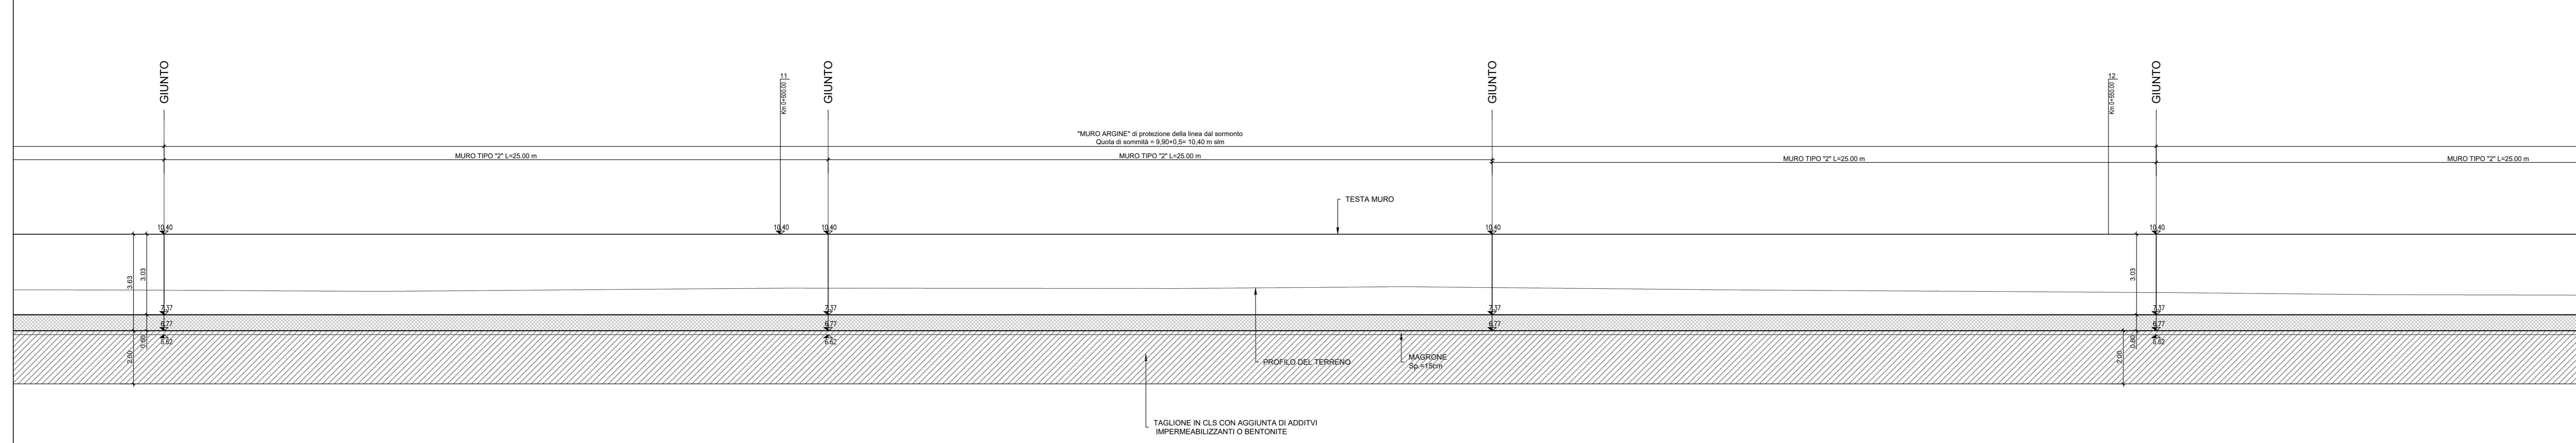 GIUNTO
GIUNTO
GIUNTO
GIUNTO
11
Km 0+500.00
12
Km 0+550.00
"MURO ARGINE" di protezione della linea dal sormonto
Quota di sommità = 9,90+0,5= 10,40 m slm
MURO TIPO "2" L=25.00 m
MURO TIPO "2" L=25.00 m
MURO TIPO "2" L=25.00 m
MURO TIPO "2" L=25.00 m
TESTA MURO
10.40
10.40
10.40
10.40
10.40
3.63
3.03
3.03
7.37
7.37
7.37
7.37
6.77
6.77
6.77
6.77
6.62
6.62
6.62
2.00
0.60
2.00
0.60
PROFILO DEL TERRENO
MAGRONE
Sp.=15cm
TAGLIONE IN CLS CON AGGIUNTA DI ADDITVI
IMPERMEABILIZZANTI O BENTONITE